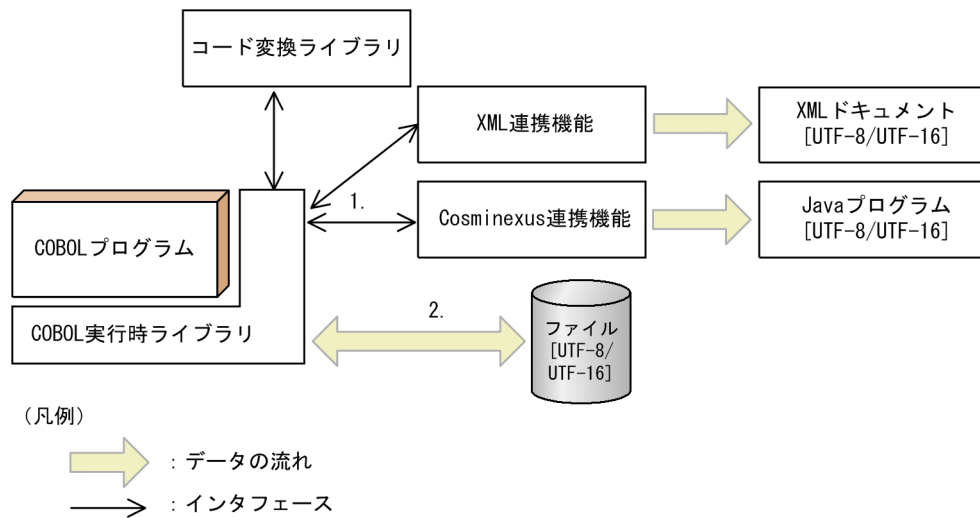 コード変換ライブラリ
XML連携機能
XMLドキュメント
[UTF-8/UTF-16]
1.
Cosminexus連携機能
Javaプログラム
[UTF-8/UTF-16]
COBOLプログラム
COBOL実行時ライブラリ
2.
ファイル
[UTF-8/
UTF-16]
(凡例)
：データの流れ
：インタフェース